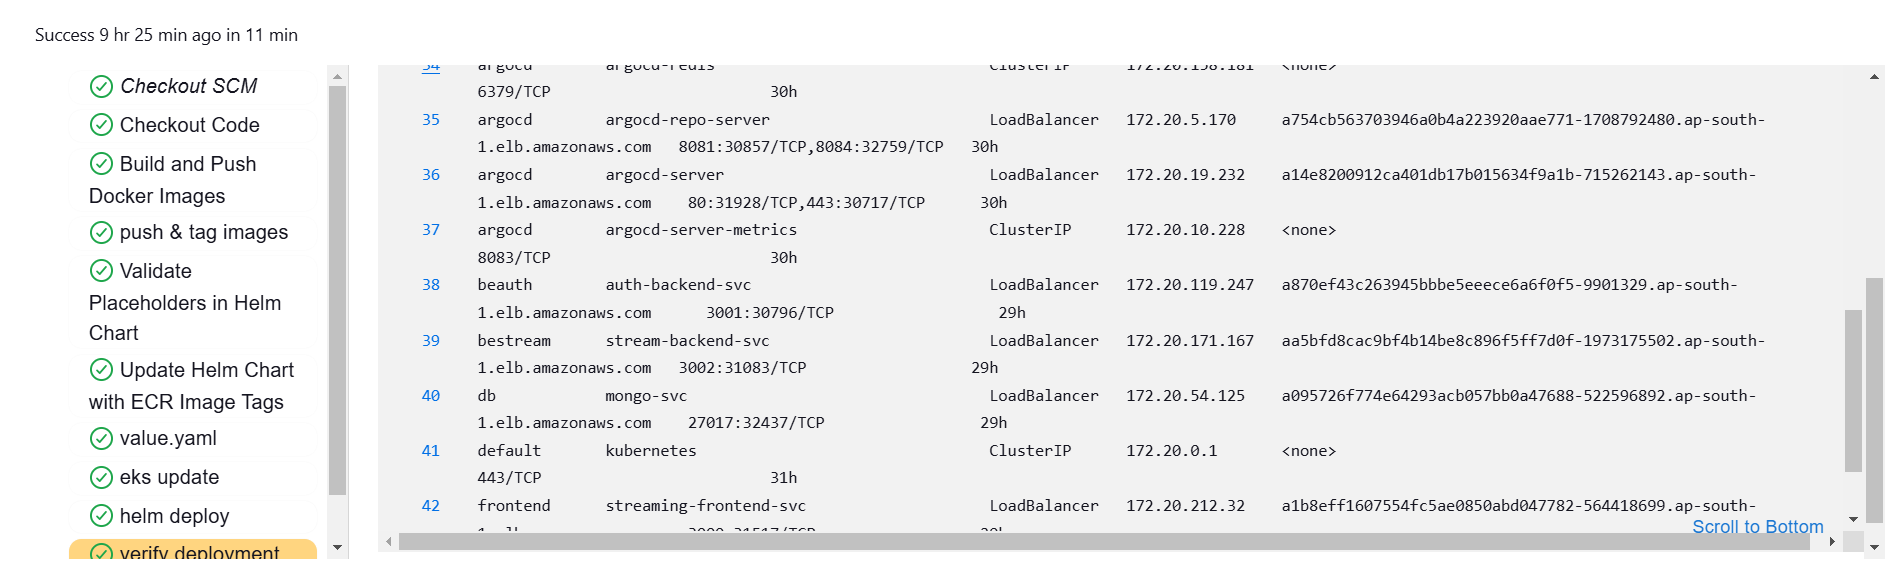 Success 9 hr 25 min ago in 11 min
Checkout SCM
Checkout Code
Build and Push
Docker Images
push & tag images
Validate
Placeholders in Helm
Chart
Update Helm Chart
with ECR Image Tags
value.yaml
eks update
helm deploy
verify deployment
34 argocd argocd-redis ClusterIP 172.20.158.181 <none>
6379/TCP 30h
35 argocd argocd-repo-server LoadBalancer 172.20.5.170 a754cb563703946a0b4a223920aae771-1708792480.ap-south-
1.elb.amazonaws.com 8081:30857/TCP,8084:32759/TCP 30h
36 argocd argocd-server LoadBalancer 172.20.19.232 a14e8200912ca401db17b015634f9a1b-715262143.ap-south-
1.elb.amazonaws.com 80:31928/TCP,443:30717/TCP 30h
37 argocd argocd-server-metrics ClusterIP 172.20.10.228 <none>
8083/TCP 30h
38 beauth auth-backend-svc LoadBalancer 172.20.119.247 a870ef43c263945bbbe5eeece6a6f0f5-9901329.ap-south-
1.elb.amazonaws.com 3001:30796/TCP 29h
39 bestream stream-backend-svc LoadBalancer 172.20.171.167 aa5bfd8cac9bf4b14be8c896f5ff7d0f-1973175502.ap-south-
1.elb.amazonaws.com 3002:31083/TCP 29h
40 db mongo-svc LoadBalancer 172.20.54.125 a095726f774e64293acb057bb0a47688-522596892.ap-south-
1.elb.amazonaws.com 27017:32437/TCP 29h
41 default kubernetes ClusterIP 172.20.0.1 <none>
443/TCP 31h
42 frontend streaming-frontend-svc LoadBalancer 172.20.212.32 a1b8eff1607554fc5ae0850abd047782-564418699.ap-south-
Scroll to Bottom